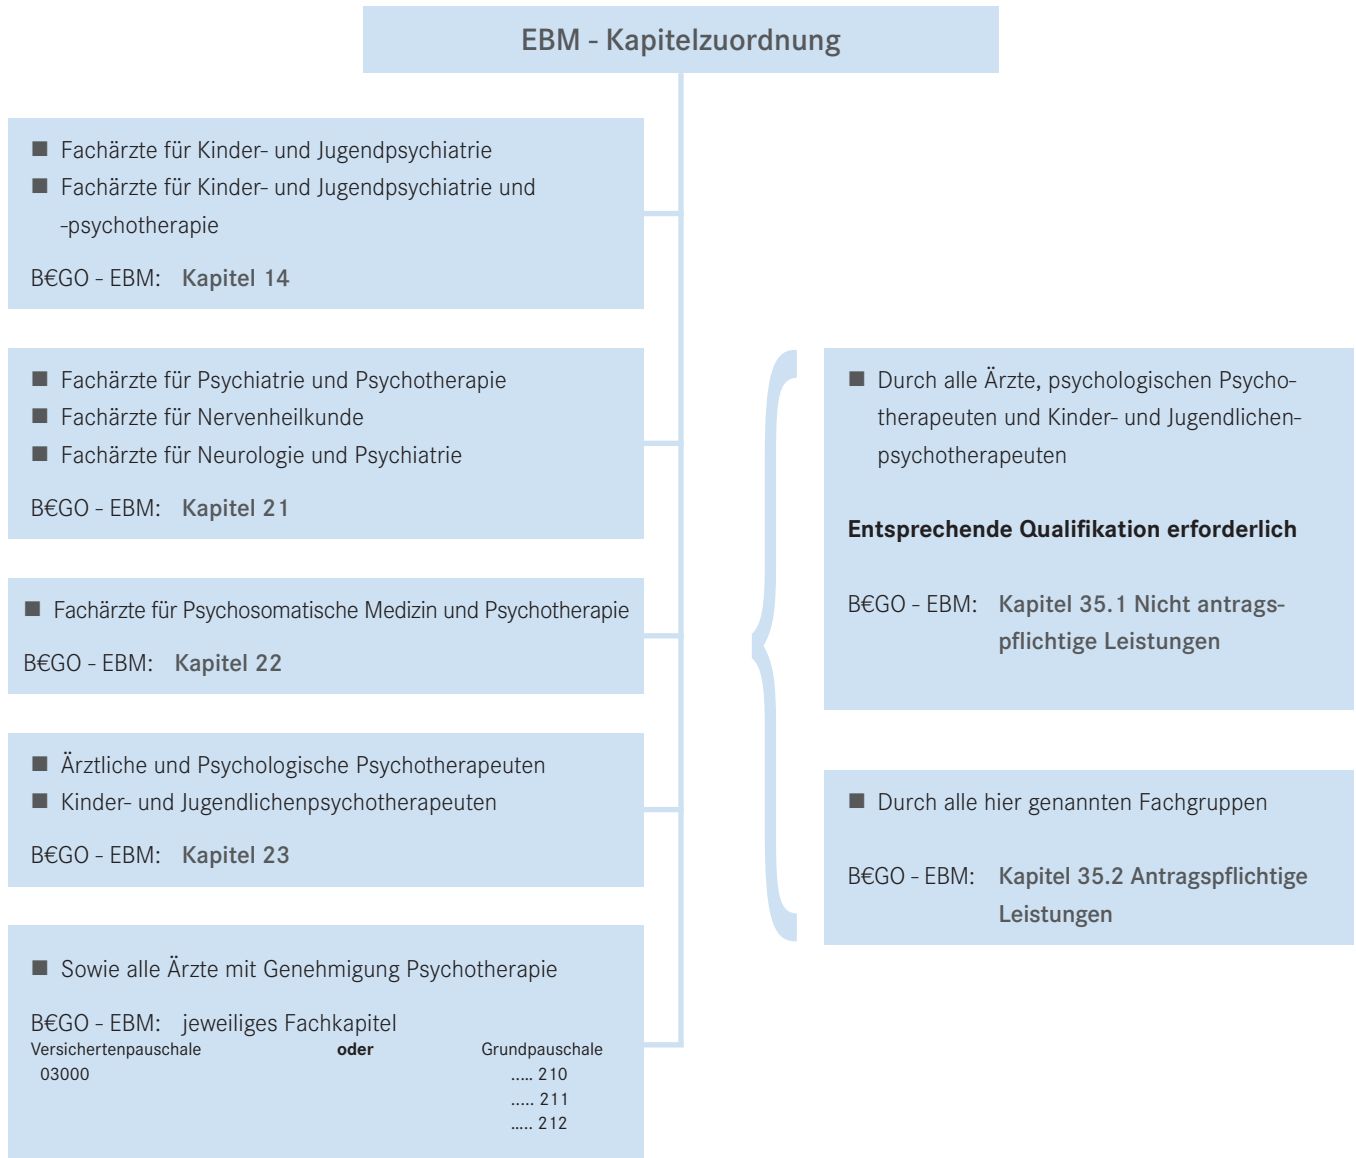 EBM - Kapitelzuordnung
■ Fachärzte für Kinder- und Jugendpsychiatrie
■ Fachärzte für Kinder- und Jugendpsychiatrie und
-psychotherapie
B€GO - EBM: Kapitel 14
■ Fachärzte für Psychiatrie und Psychotherapie
■ Fachärzte für Nervenheilkunde
■ Fachärzte für Neurologie und Psychiatrie
B€GO - EBM: Kapitel 21
■ Fachärzte für Psychosomatische Medizin und Psychotherapie
B€GO - EBM: Kapitel 22
■ Ärztliche und Psychologische Psychotherapeuten
■ Kinder- und Jugendlichenpsychotherapeuten
B€GO - EBM: Kapitel 23
■ Sowie alle Ärzte mit Genehmigung Psychotherapie
B€GO - EBM: jeweiliges Fachkapitel
Versichertenpauschale oder Grundpauschale
03000 ..... 210
..... 211
..... 212
■ Durch alle Ärzte, psychologischen Psycho-
therapeuten und Kinder- und Jugendlichen-
psychotherapeuten
Entsprechende Qualifikation erforderlich
B€GO - EBM: Kapitel 35.1 Nicht antrags-
pflichtige Leistungen
■ Durch alle hier genannten Fachgruppen
B€GO - EBM: Kapitel 35.2 Antragspflichtige
Leistungen